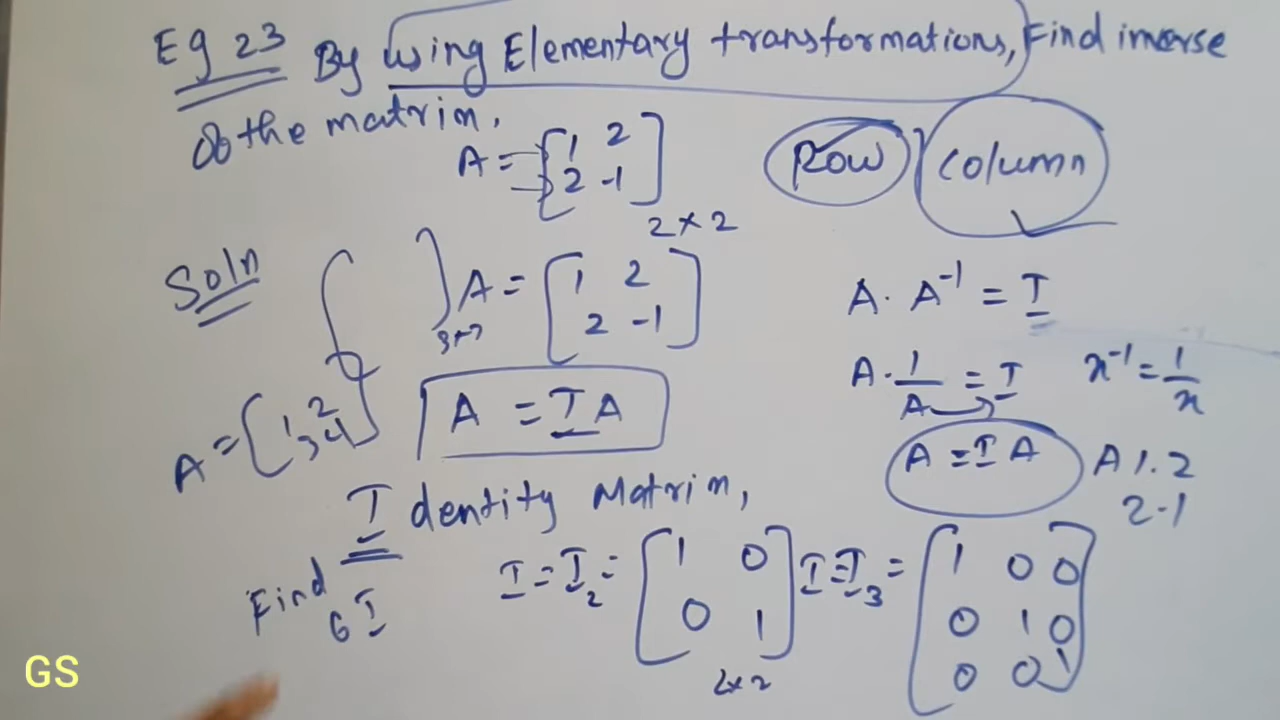 Eg 23 By using Elementary transformations, Find inverse
of the matrix,
A = [1 2
2 -1] 2×2
Row, Column
Soln
A = [1 2
2 -1]
A · A⁻¹ = I
A · 1/A = I x⁻¹ = 1/x
A = IA
A = [1 2
3 4]
A = IA
A 1 . 2
2 -1
Identity Matrix,
Find 6 I
I = I₂ = [1 0
0 1] 2×2
I = I₃ = [1 0 0
0 1 0
0 0 1]
GS